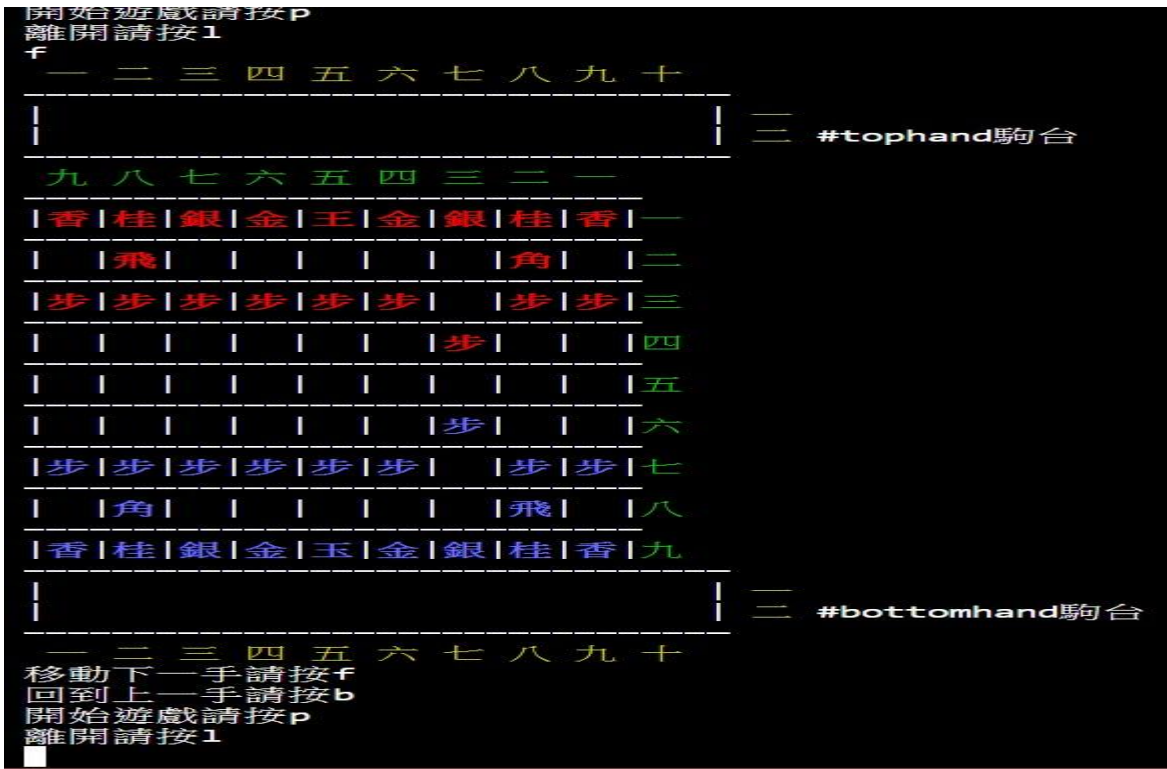 開始遊戲請按p
離開請按l
f
一 二 三 四 五 六 七 八 九 十
一
二 #tophand駒台
九 八 七 六 五 四 三 二 一
|香|桂|銀|金|王|金|銀|桂|香|一
| |飛| | | | | |角| |二
|步|步|步|步|步|步| |步|步|三
| | | | | | |步| | |四
| | | | | | | | | |五
| | | | | | |步| | |六
|步|步|步|步|步|步| |步|步|七
| |角| | | | | |飛| |八
|香|桂|銀|金|玉|金|銀|桂|香|九
一
二 #bottomhand駒台
一 二 三 四 五 六 七 八 九 十
移動下一手請按f
回到上一手請按b
開始遊戲請按p
離開請按l